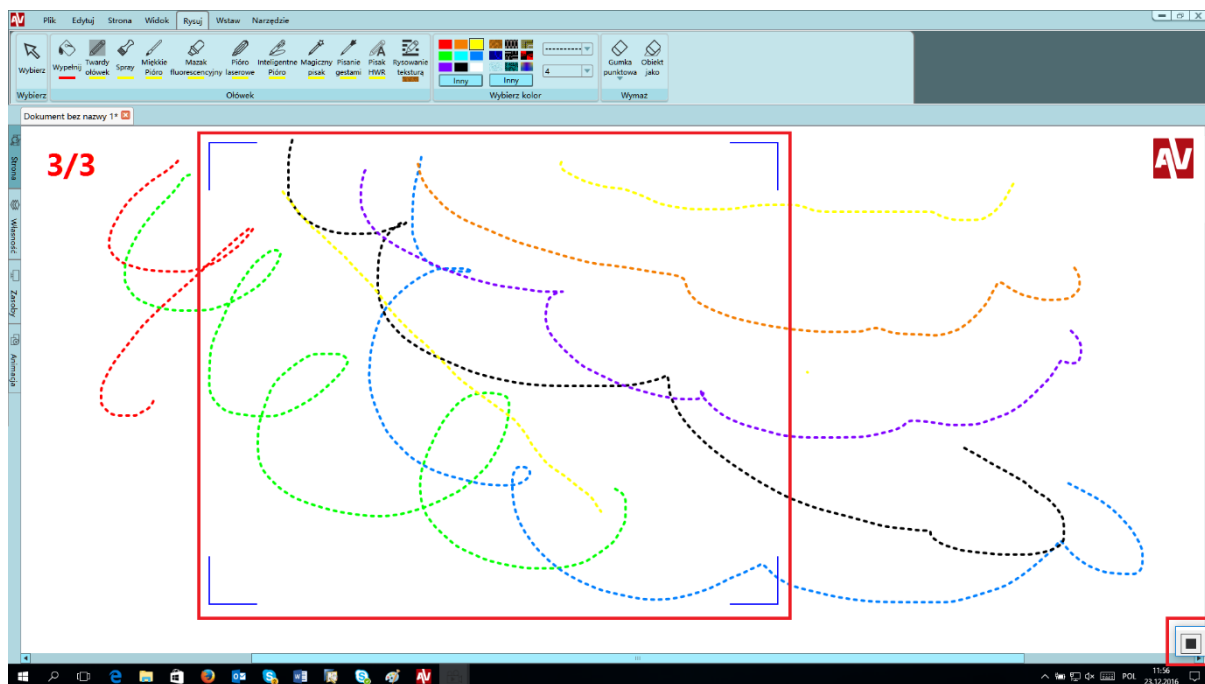 AV Plik Edytuj Strona Widok Rysuj Wstaw Narzędzie
Wybierz Wypełnij Twardy ołówek Spray Miękkie Pióro Mazak fluorescencyjny Pióro laserowe Inteligentne Pióro Magiczny pisak Pisanie gestami Pisak HWR Rysowanie teksturą Inny Inny 4 Gumka punktowa Obiekt jako
Wybierz Ołówek Wybierz kolor Wymaż
Dokument bez nazwy 1*
3/3
AV
Strona
Własność
Zasoby
Animacja
POL 11:56
23.12.2016